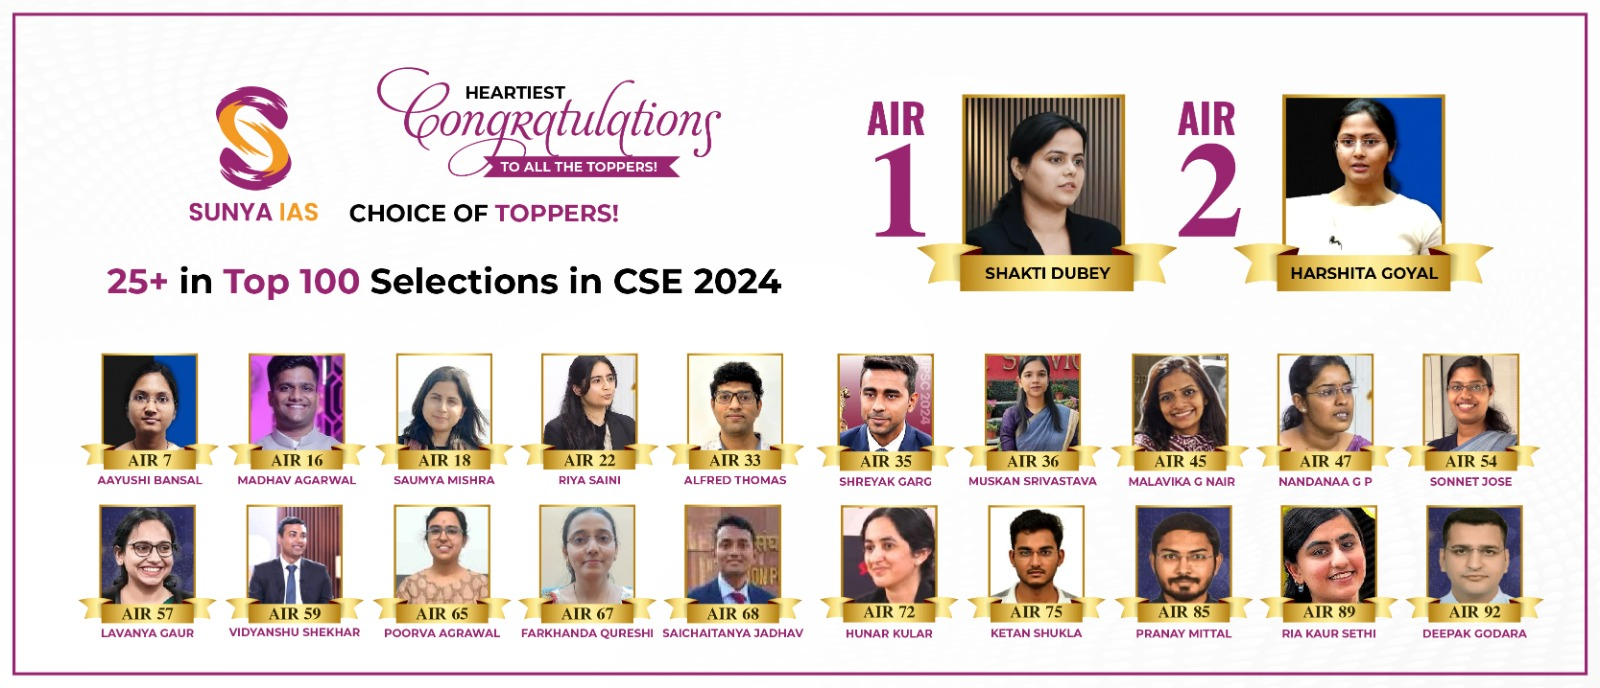 SUNYA IAS
HEARTIEST
Congratulations
TO ALL THE TOPPERS!
CHOICE OF TOPPERS!
25+ in Top 100 Selections in CSE 2024
AIR
1
SHAKTI DUBEY
AIR
2
HARSHITA GOYAL
AIR 7
AAYUSHI BANSAL
AIR 16
MADHAV AGARWAL
AIR 18
SAUMYA MISHRA
AIR 22
RIYA SAINI
AIR 33
ALFRED THOMAS
AIR 35
SHREYAK GARG
AIR 36
MUSKAN SRIVASTAVA
AIR 45
MALAVIKA G NAIR
AIR 47
NANDANAA G P
AIR 54
SONNET JOSE
AIR 57
LAVANYA GAUR
AIR 59
VIDYANSHU SHEKHAR
AIR 65
POORVA AGRAWAL
AIR 67
FARKHANDA QURESHI
AIR 68
SAICHAITANYA JADHAV
AIR 72
HUNAR KULAR
AIR 75
KETAN SHUKLA
AIR 85
PRANAY MITTAL
AIR 89
RIA KAUR SETHI
AIR 92
DEEPAK GODARA